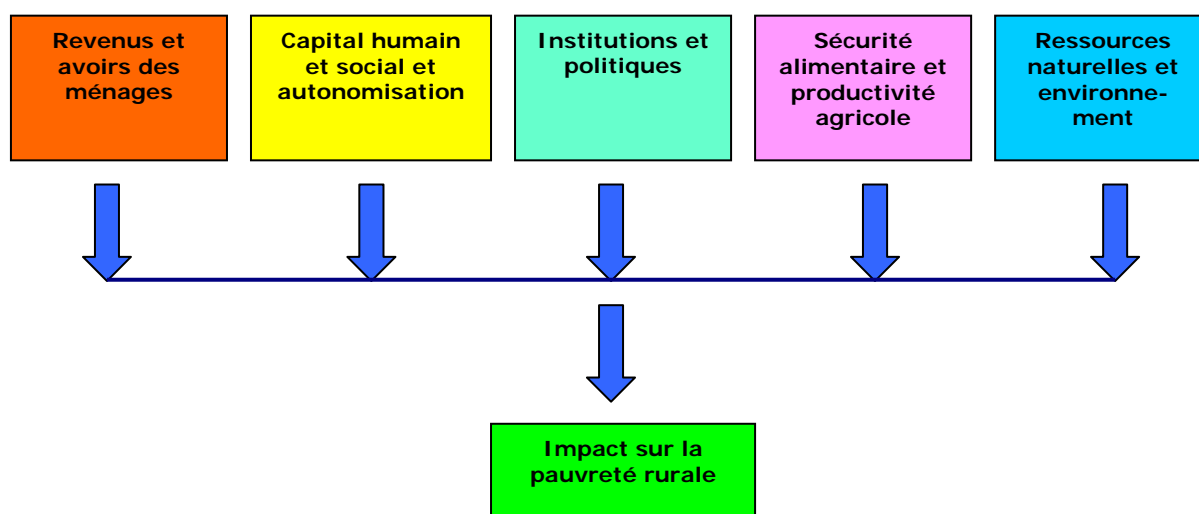 Revenus et
avoirs des
ménages
Capital humain
et social et
autonomisation
Institutions et
politiques
Sécurité
alimentaire et
productivité
agricole
Ressources
naturelles et
environne-
ment
Impact sur la
pauvreté rurale